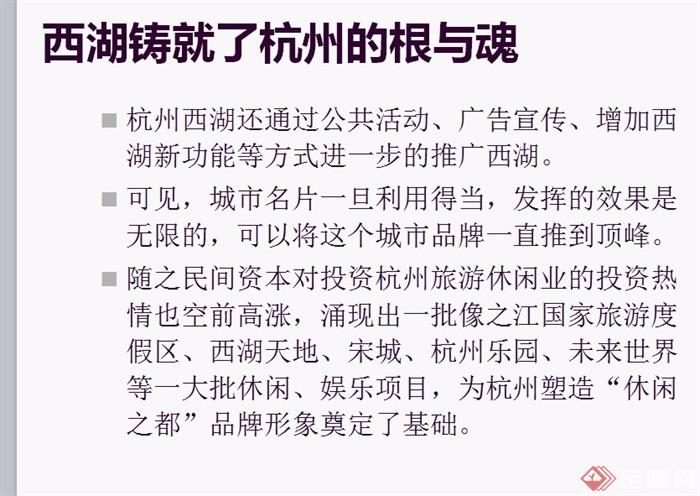 西湖铸就了杭州的根与魂
杭州西湖还通过公共活动、广告宣传、增加西
湖新功能等方式进一步的推广西湖。
可见，城市名片一旦利用得当，发挥的效果是
无限的，可以将这个城市品牌一直推到顶峰。
随之民间资本对投资杭州旅游休闲业的投资热
情也空前高涨，涌现出一批像之江国家旅游度
假区、西湖天地、宋城、杭州乐园、未来世界
等一大批休闲、娱乐项目，为杭州塑造“休闲
之都”品牌形象奠定了基础。